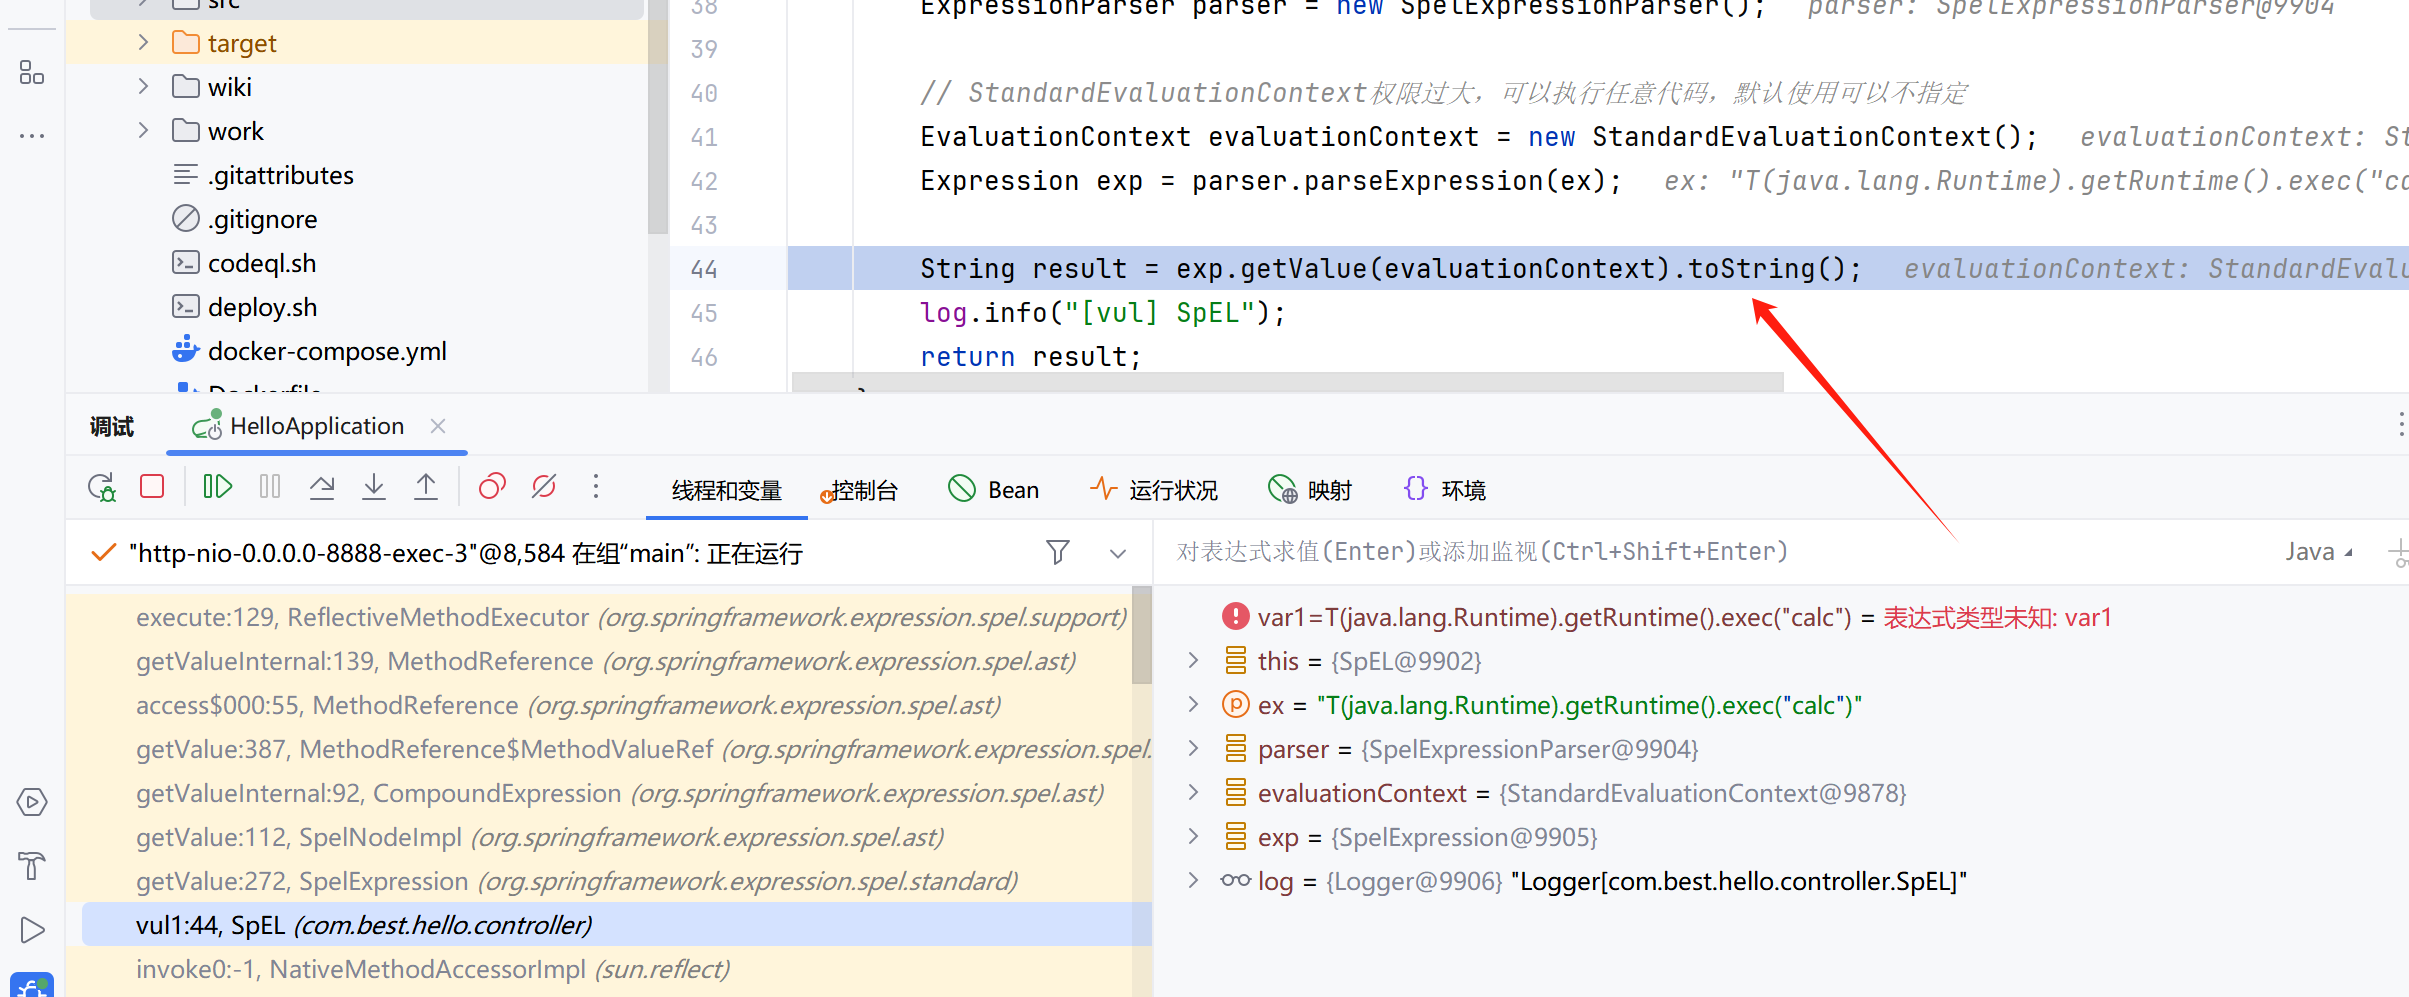 src
target
wiki
work
.gitattributes
.gitignore
codeql.sh
deploy.sh
docker-compose.yml
Dockerfile
38 ExpressionParser parser = new SpelExpressionParser(); parser: SpelExpressionParser@9904
39
40 // StandardEvaluationContext权限过大，可以执行任意代码，默认使用可以不指定
41 EvaluationContext evaluationContext = new StandardEvaluationContext(); evaluationContext: St
42 Expression exp = parser.parseExpression(ex); ex: "T(java.lang.Runtime).getRuntime().exec("ca
43
44 String result = exp.getValue(evaluationContext).toString(); evaluationContext: StandardEvalu
45 log.info("[vul] SpEL");
46 return result;
调试 HelloApplication
线程和变量 控制台 Bean 运行状况 映射 环境
"http-nio-0.0.0.0-8888-exec-3"@8,584 在组“main”: 正在运行
execute:129, ReflectiveMethodExecutor (org.springframework.expression.spel.support)
getValueInternal:139, MethodReference (org.springframework.expression.spel.ast)
access$000:55, MethodReference (org.springframework.expression.spel.ast)
getValue:387, MethodReference$MethodValueRef (org.springframework.expression.spel.
getValueInternal:92, CompoundExpression (org.springframework.expression.spel.ast)
getValue:112, SpelNodeImpl (org.springframework.expression.spel.ast)
getValue:272, SpelExpression (org.springframework.expression.spel.standard)
vul1:44, SpEL (com.best.hello.controller)
invoke0:-1, NativeMethodAccessorImpl (sun.reflect)
对表达式求值(Enter)或添加监视(Ctrl+Shift+Enter) Java
var1=T(java.lang.Runtime).getRuntime().exec("calc") = 表达式类型未知: var1
this = {SpEL@9902}
ex = "T(java.lang.Runtime).getRuntime().exec("calc")"
parser = {SpelExpressionParser@9904}
evaluationContext = {StandardEvaluationContext@9878}
exp = {SpelExpression@9905}
log = {Logger@9906} "Logger[com.best.hello.controller.SpEL]"